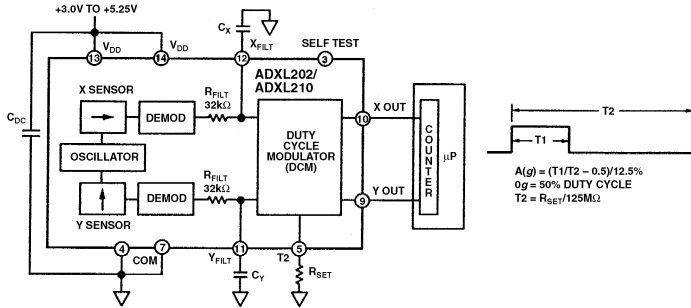 +3.0V TO +5.25V
CX
XFILT
SELF TEST
VDD
VDD
13
14
12
3
ADXL202/
ADXL210
X SENSOR
RFILT
32kΩ
DEMOD
CDC
OSCILLATOR
DUTY
CYCLE
MODULATOR
(DCM)
10
X OUT
COUNTER
μP
T2
T1
A(g) = (T1/T2 – 0.5)/12.5%
0g = 50% DUTY CYCLE
T2 = RSET/125MΩ
RFILT
32kΩ
DEMOD
Y SENSOR
9
Y OUT
4
COM
7
YFILT
11
T2
5
CY
RSET